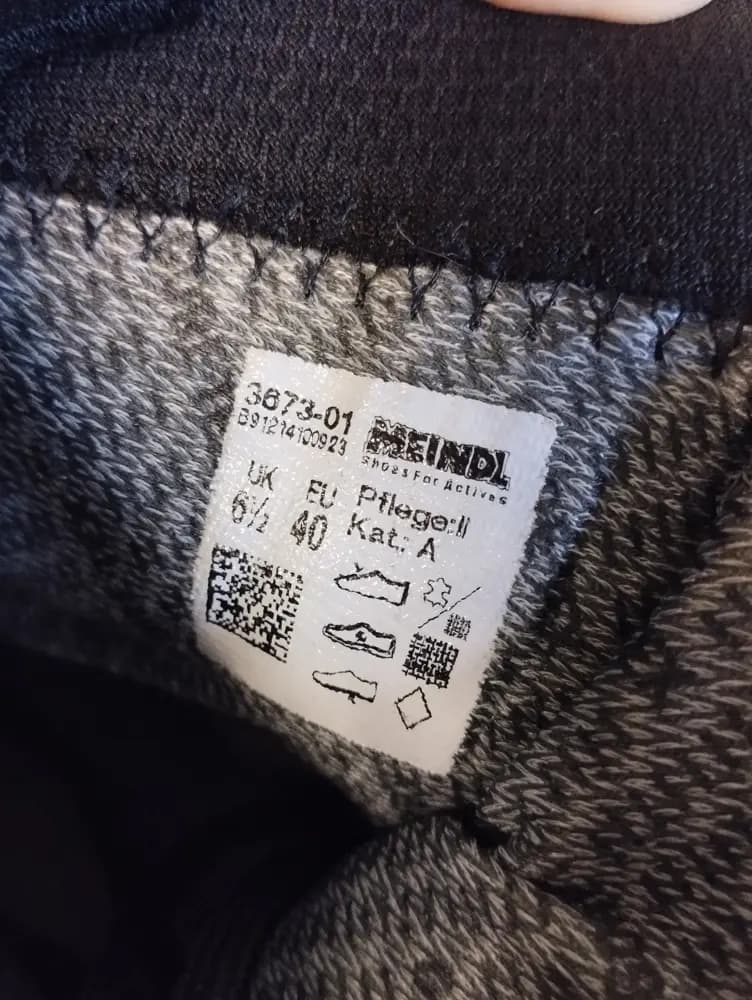 3673-01
B91214100923
MEINDL
Shoes For Actives
UK EU
6½ 40
Pflege:II
Kat.: A